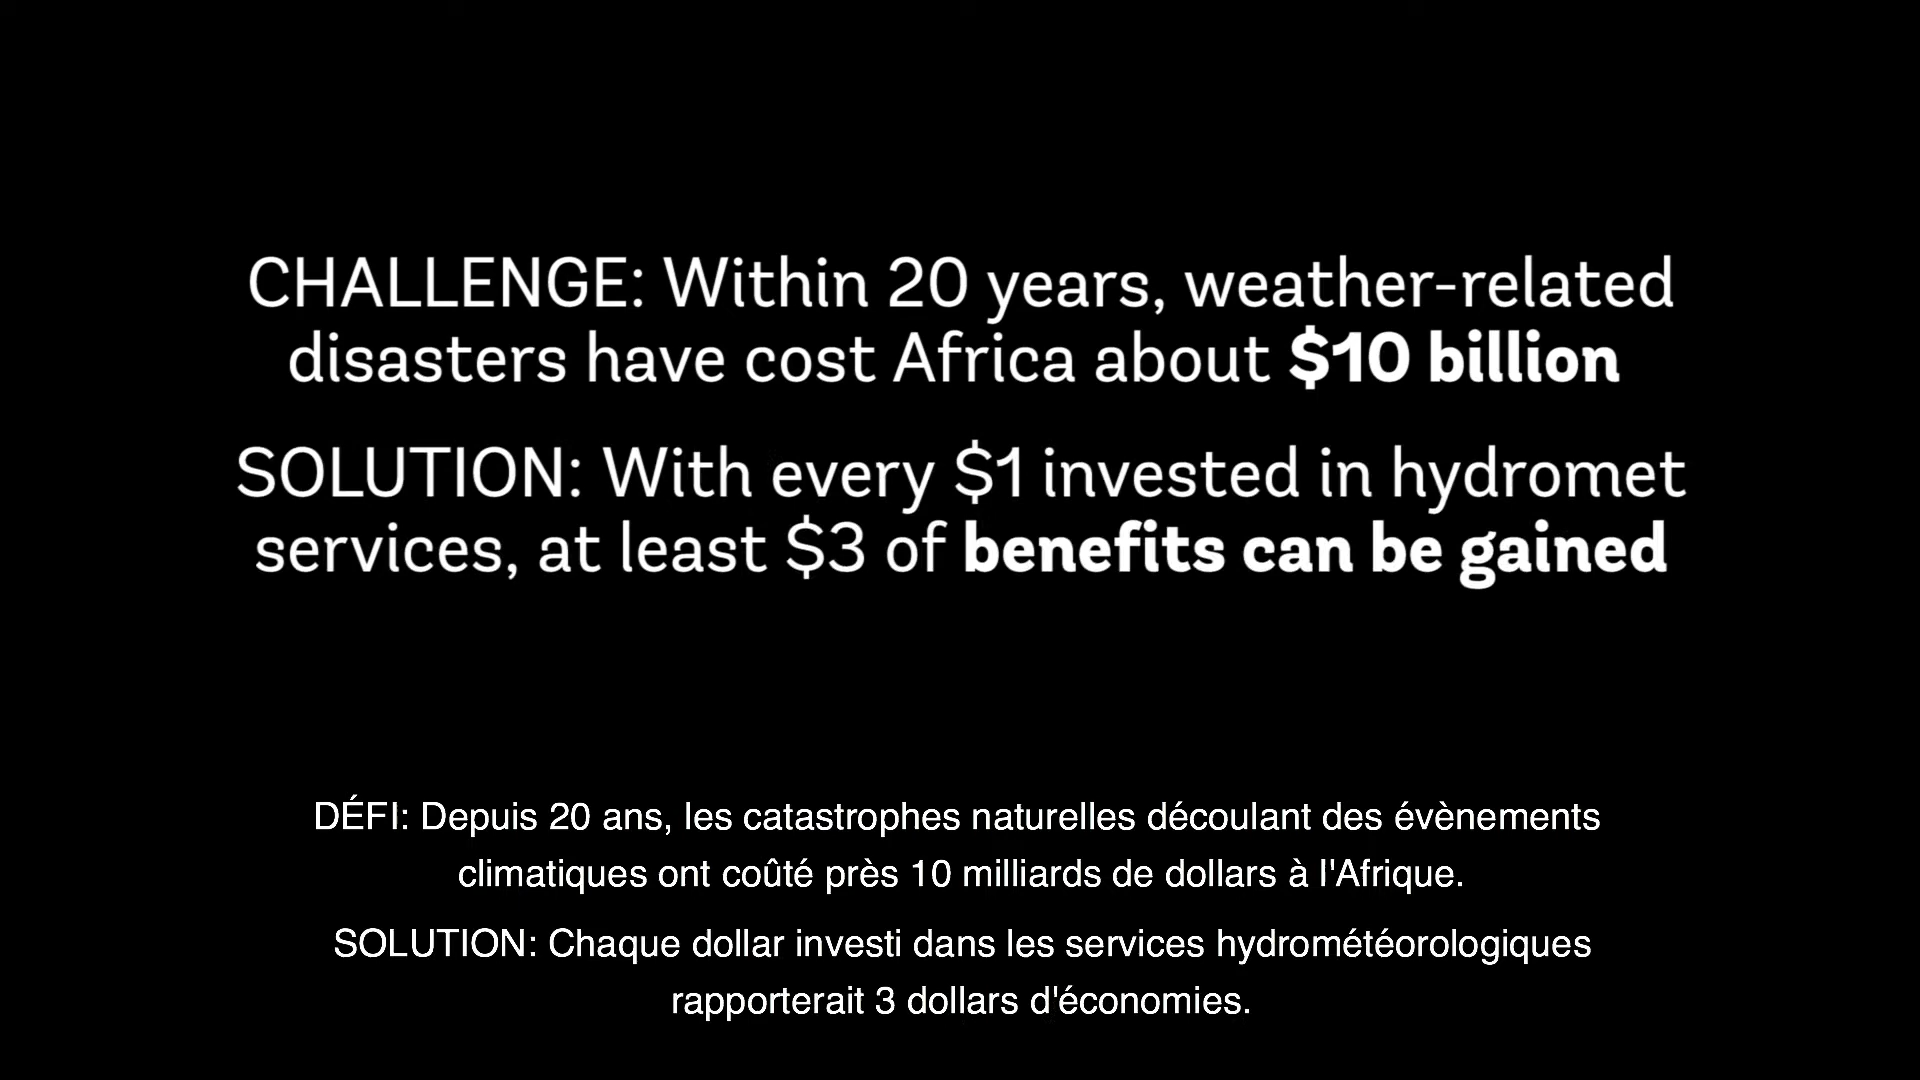 CHALLENGE: Within 20 years, weather-related
disasters have cost Africa about $10 billion
SOLUTION: With every $1 invested in hydromet
services, at least $3 of benefits can be gained
DÉFI: Depuis 20 ans, les catastrophes naturelles découlant des évènements
climatiques ont coûté près 10 milliards de dollars à l'Afrique.
SOLUTION: Chaque dollar investi dans les services hydrométéorologiques
rapporterait 3 dollars d'économies.